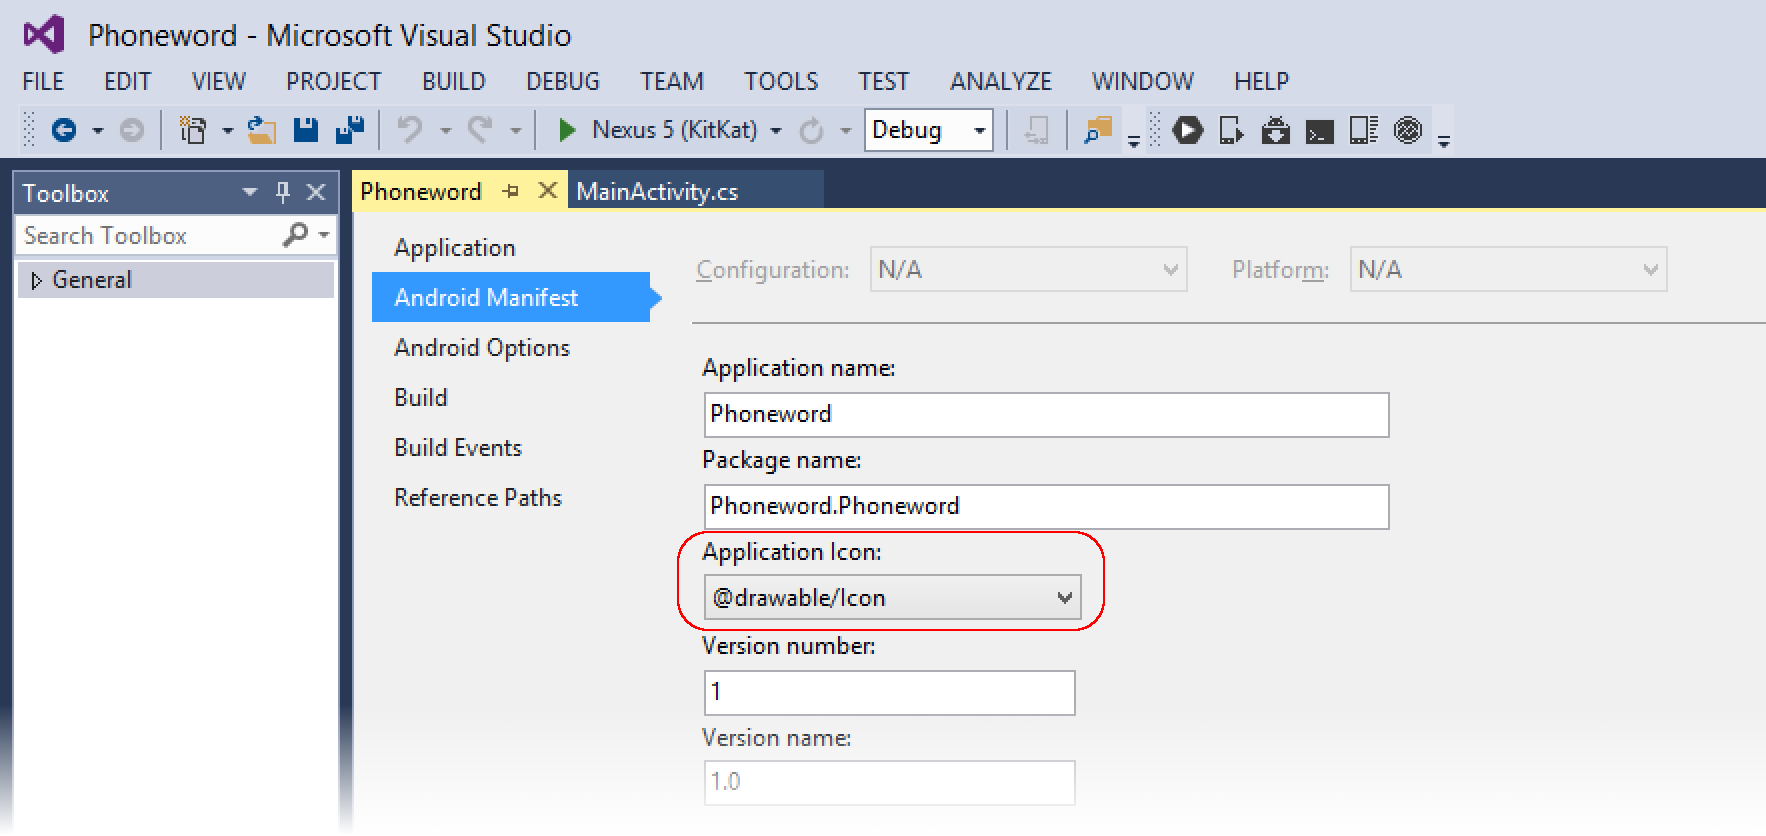 Phoneword - Microsoft Visual Studio
FILE EDIT VIEW PROJECT BUILD DEBUG TEAM TOOLS TEST ANALYZE WINDOW HELP
Nexus 5 (KitKat) Debug
Toolbox
Search Toolbox
General
Phoneword MainActivity.cs
Application
Android Manifest
Android Options
Build
Build Events
Reference Paths
Configuration: N/A Platform: N/A
Application name:
Phoneword
Package name:
Phoneword.Phoneword
Application Icon:
@drawable/Icon
Version number:
1
Version name:
1.0